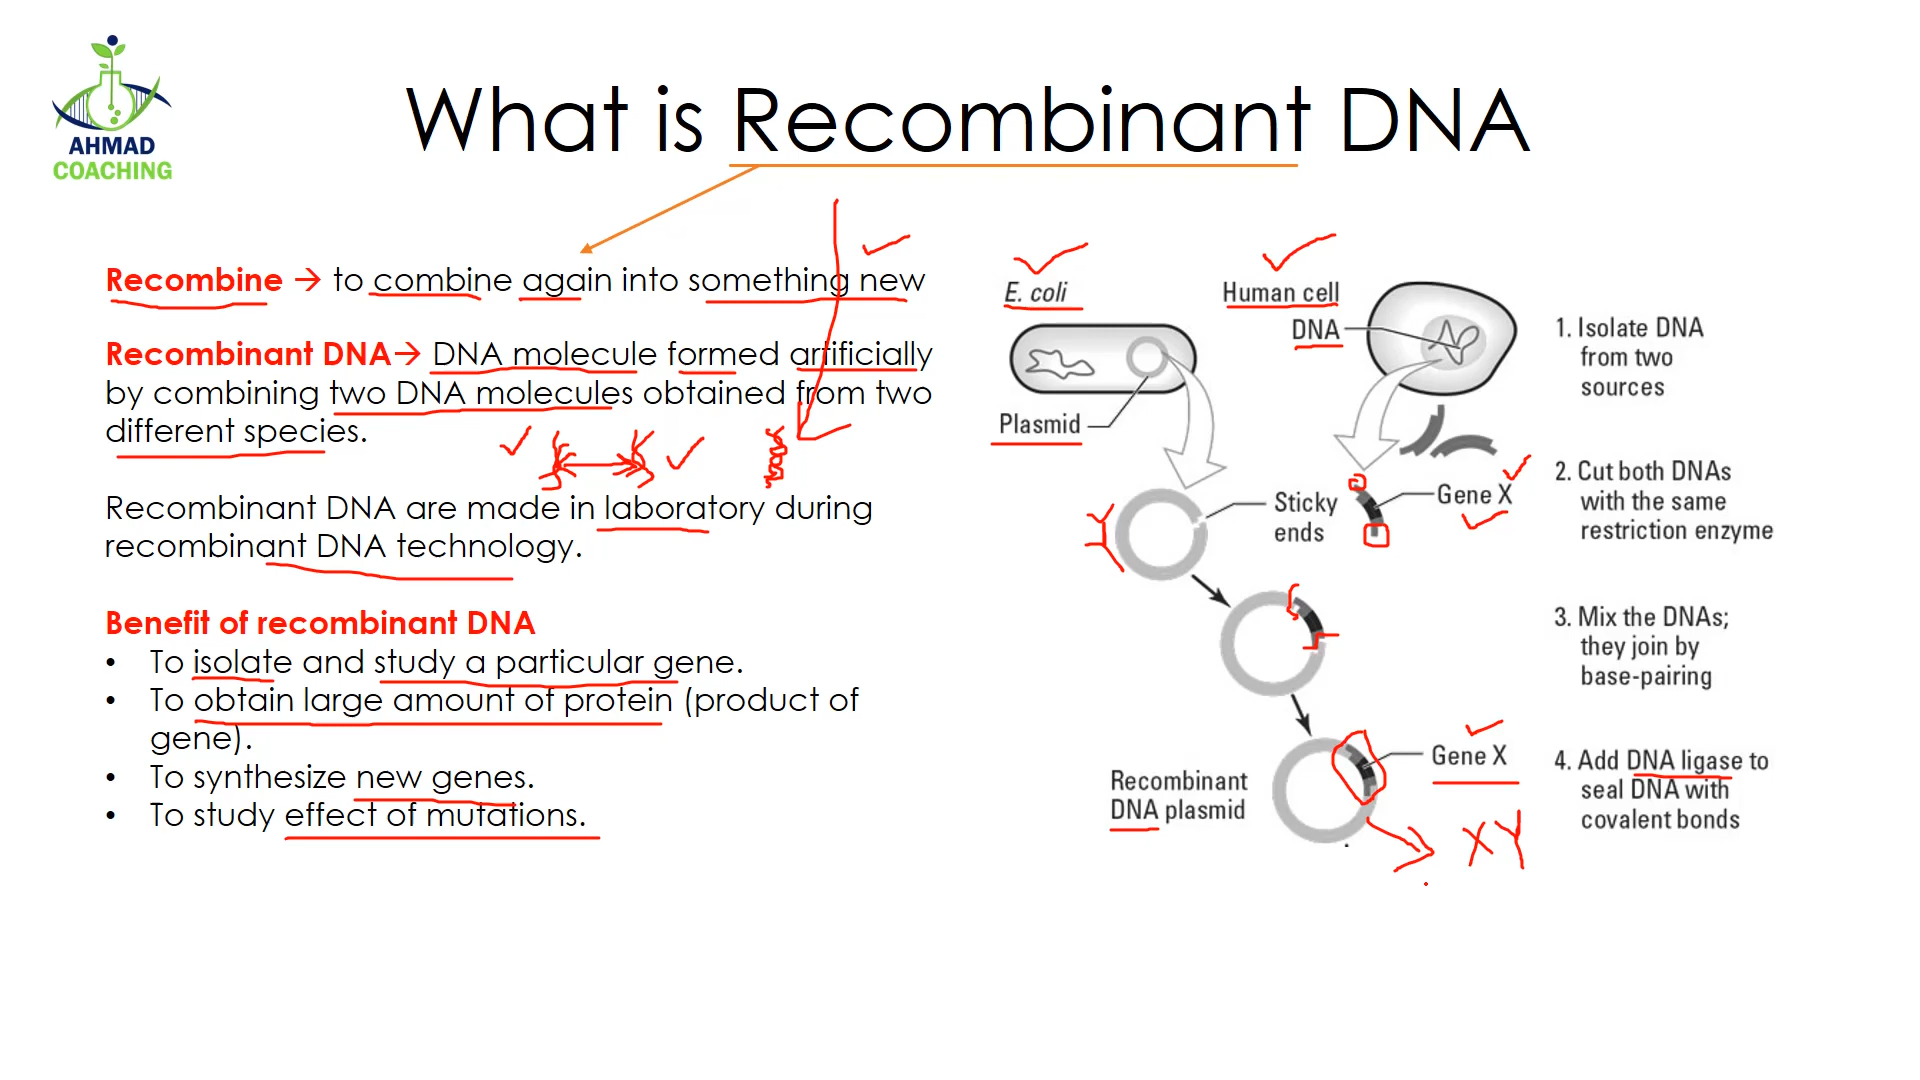 AHMAD
COACHING
What is Recombinant DNA
Recombine → to combine again into something new
Recombinant DNA→ DNA molecule formed artificially
by combining two DNA molecules obtained from two
different species.
Recombinant DNA are made in laboratory during
recombinant DNA technology.
Benefit of recombinant DNA
• To isolate and study a particular gene.
• To obtain large amount of protein (product of
gene).
• To synthesize new genes.
• To study effect of mutations.
E. coli
Human cell
DNA
Plasmid
1. Isolate DNA
from two
sources
Sticky
ends
Gene X
2. Cut both DNAs
with the same
restriction enzyme
3. Mix the DNAs;
they join by
base-pairing
Recombinant
DNA plasmid
Gene X
4. Add DNA ligase to
seal DNA with
covalent bonds
XY